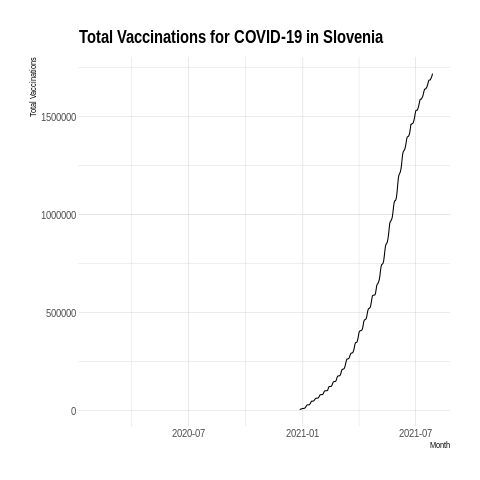 Total Vaccinations for COVID-19 in Slovenia
Total Vaccinations
1500000
1000000
500000
0
2020-07
2021-01
2021-07
Month